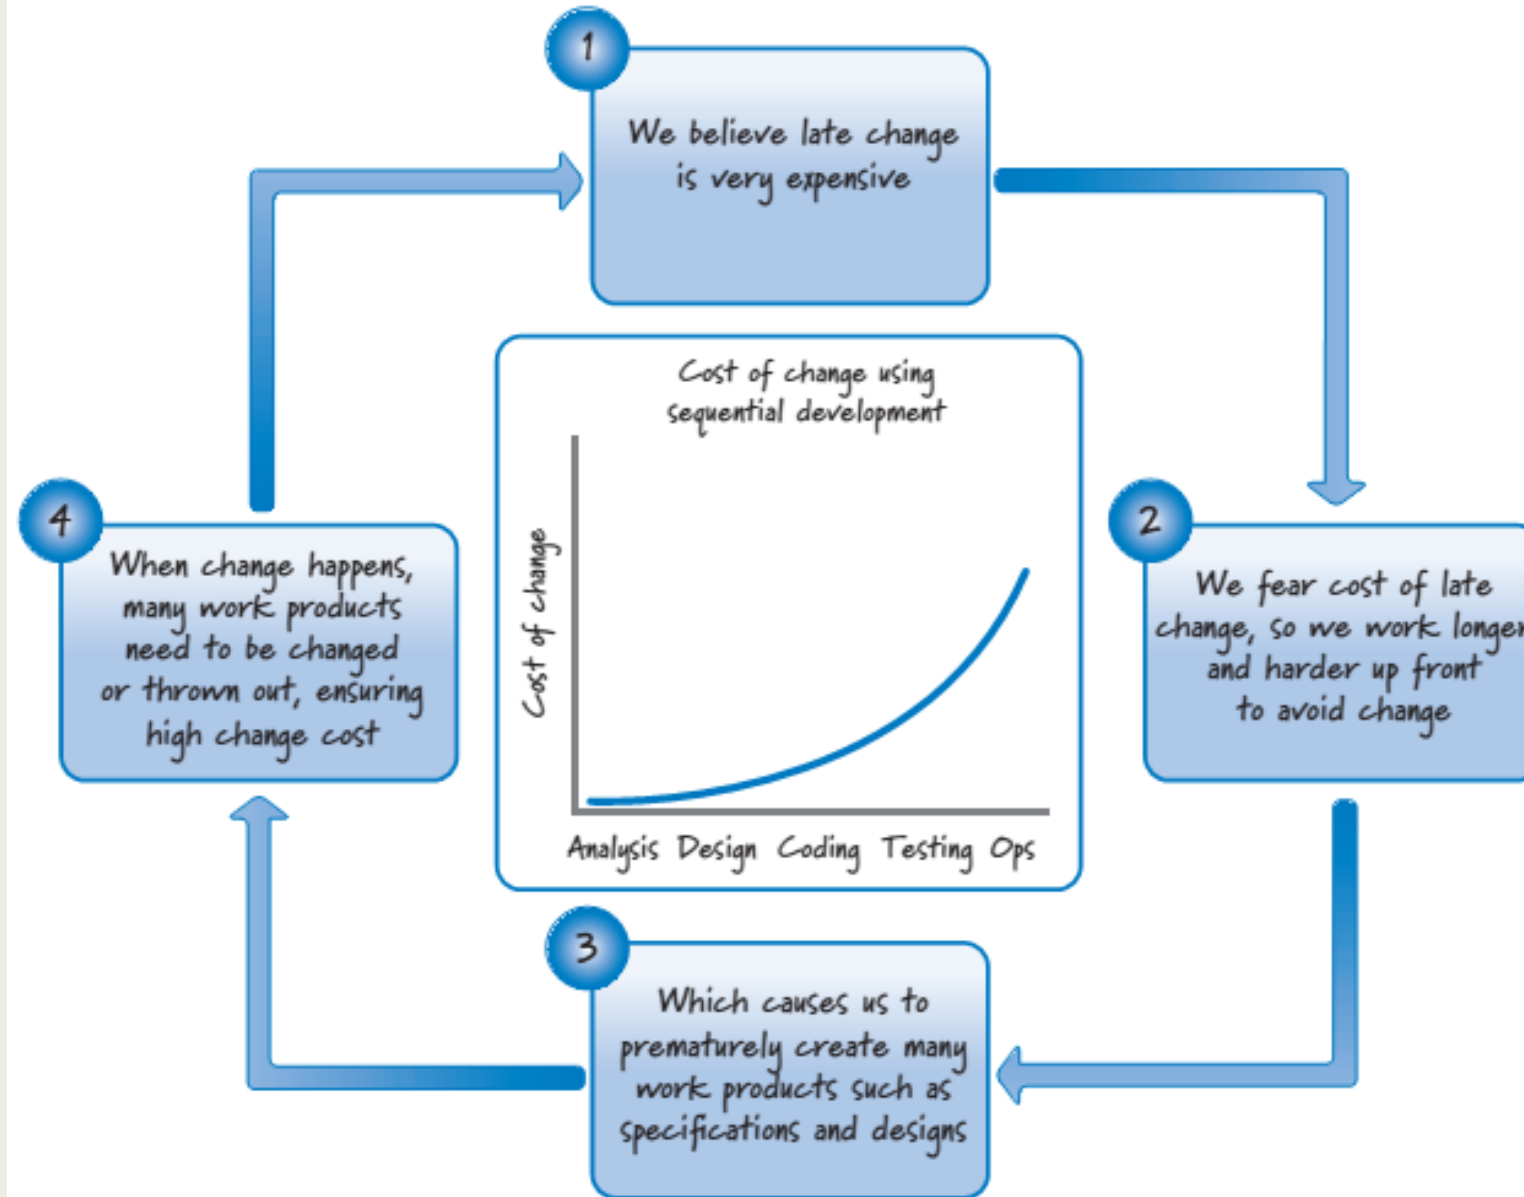 1
We believe late change
is very expensive
2
We fear cost of late
change, so we work longer
and harder up front
to avoid change
3
Which causes us to
prematurely create many
work products such as
specifications and designs
4
When change happens,
many work products
need to be changed
or thrown out, ensuring
high change cost
Cost of change using
sequential development
Cost of change
Analysis Design Coding Testing Ops